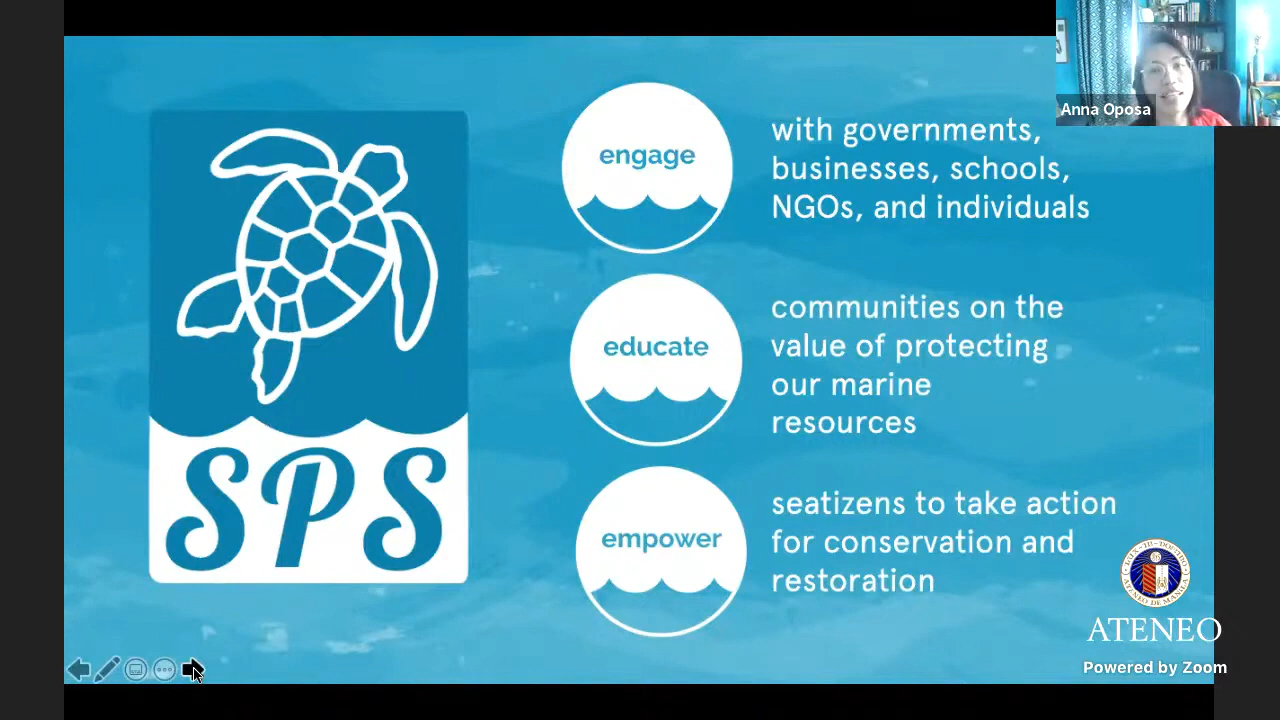 Anna Oposa
engage
with governments,
businesses, schools,
NGOs, and individuals
educate
communities on the
value of protecting
our marine
resources
SPS
empower
seatizens to take action
for conservation and
restoration
ATENEO
Powered by Zoom